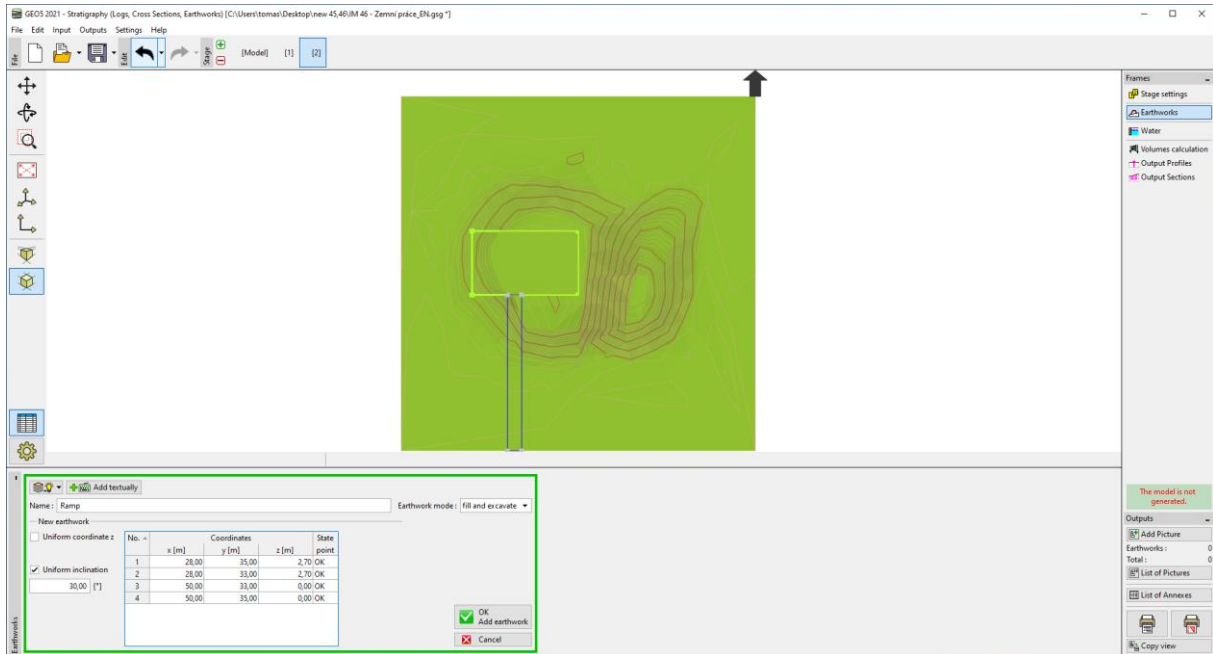 GEO5 2021 - Stratigraphy (Logs, Cross Sections, Earthworks) [C:\Users\tomas\Desktop\new 45,46\IM 46 - Zemní práce_EN.gsg *]
File Edit Input Outputs Settings Help
File
Edit
Stage
[Model] [1] [2]
Frames
Stage settings
Earthworks
Water
Volumes calculation
Output Profiles
Output Sections
Add textually
Name : Ramp
Earthwork mode : fill and excavate
New earthwork
Uniform coordinate z
Uniform inclination
30,00 [°]
No. Coordinates State
x [m] y [m] z [m] point
1 28,00 35,00 2,70 OK
2 28,00 33,00 2,70 OK
3 50,00 33,00 0,00 OK
4 50,00 35,00 0,00 OK
OK
Add earthwork
Cancel
Earthworks
The model is not
generated.
Outputs
Add Picture
Earthworks : 0
Total : 0
List of Pictures
List of Annexes
Copy view